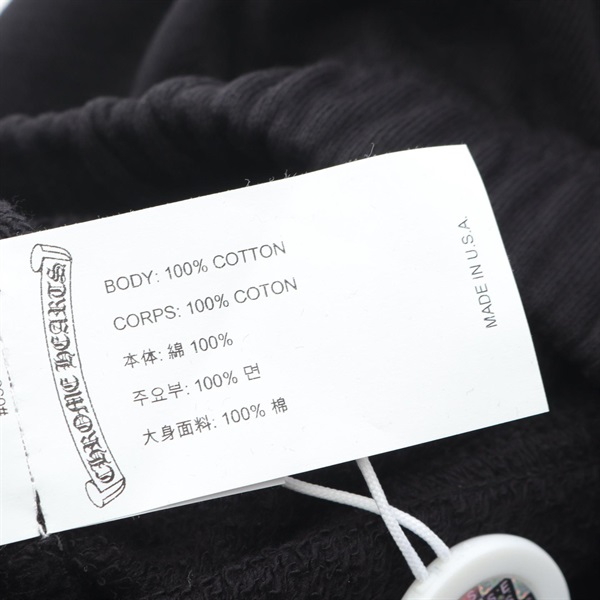 CHROME HEARTS
BODY: 100% COTTON
CORPS: 100% COTON
本体: 綿 100%
주요부: 100% 면
大身面料: 100% 棉
MADE IN U.S.A.